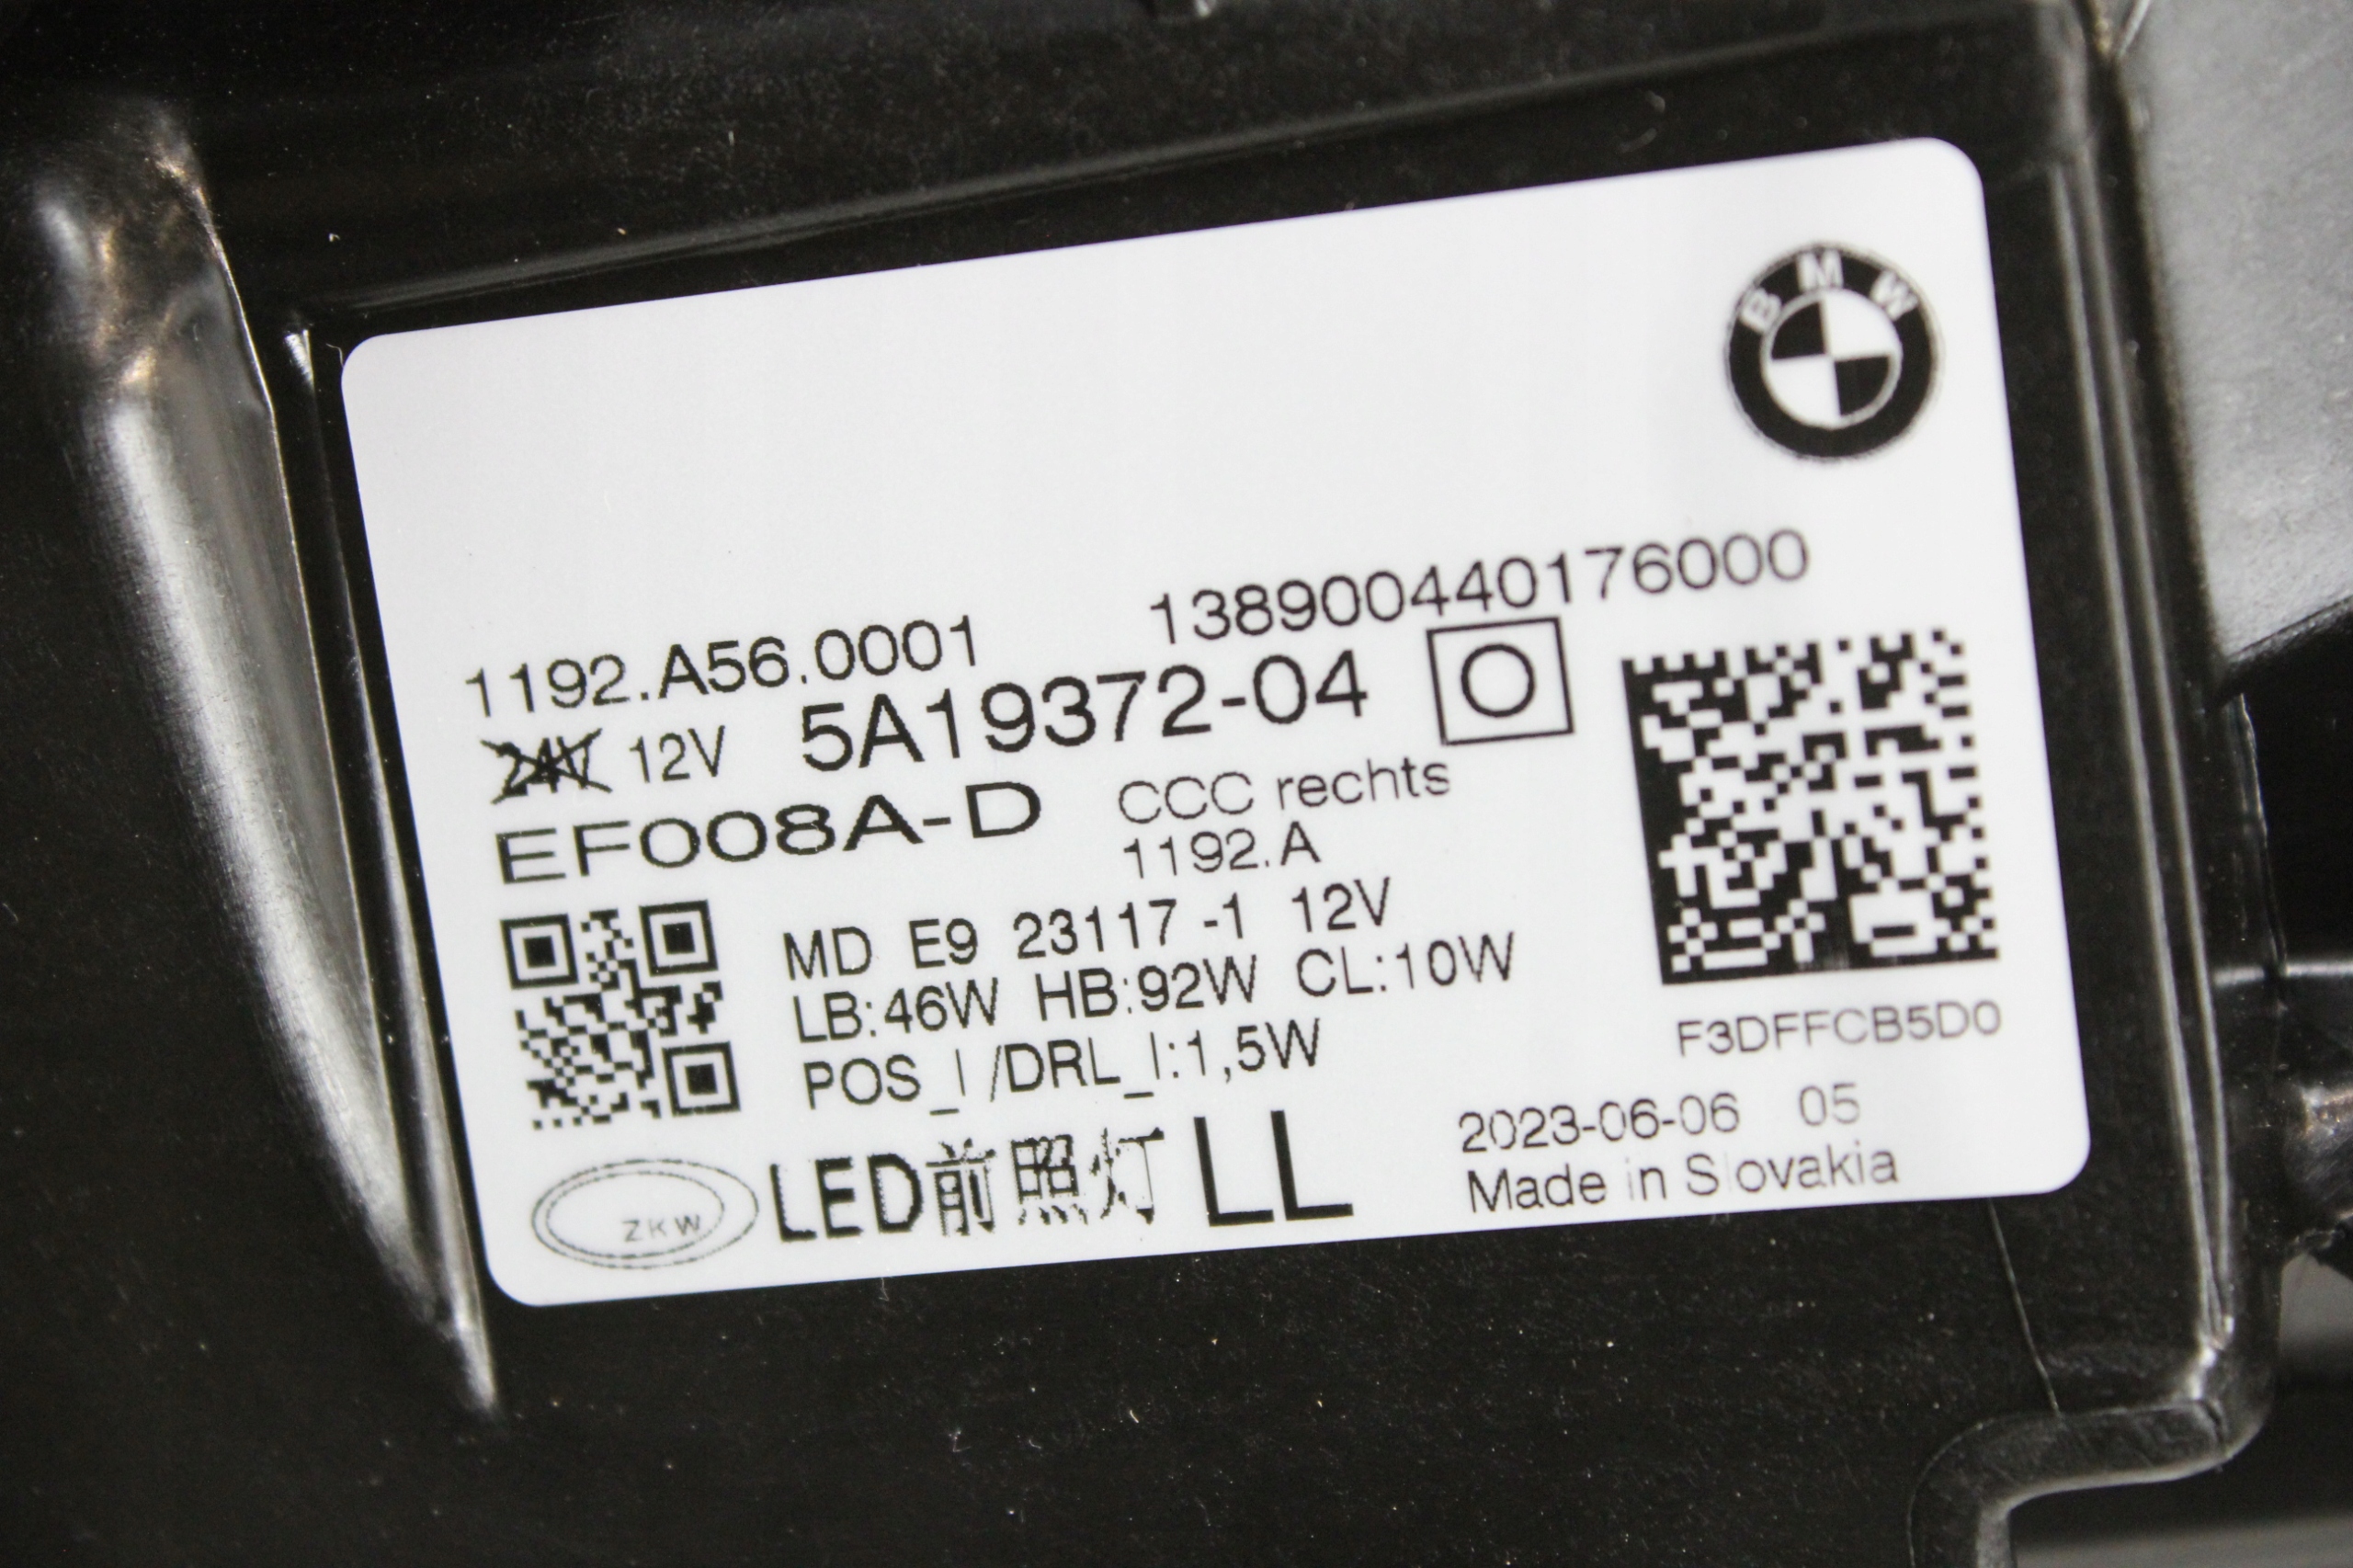 BMW
1192.A56.0001 138900440176000
24V 12V 5A19372-04
EF008A-D CCC rechts
1192.A
MD E9 23117 -1 12V
LB:46W HB:92W CL:10W
POS_I /DRL_I:1,5W
F3DFFCB5D0
ZKW LED前照灯 LL
2023-06-06 05
Made in Slovakia